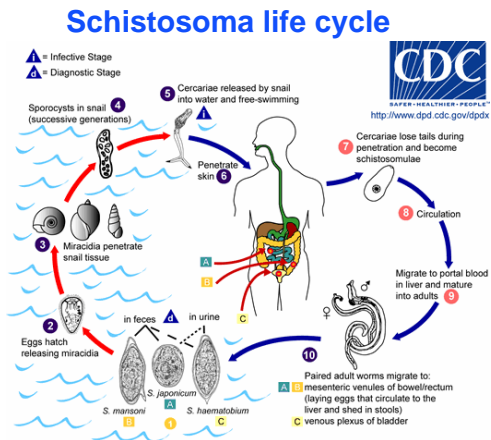 Schistosoma life cycle
i = Infective Stage
d = Diagnostic Stage
CDC
SAFER • HEALTHIER • PEOPLE™
http://www.dpd.cdc.gov/dpdx
Sporocysts in snail 4
(successive generations)
5 Cercariae released by snail
into water and free-swimming
i
Penetrate
skin 6
7 Cercariae lose tails during
penetration and become
schistosomulae
8 Circulation
Migrate to portal blood
in liver and mature
into adults 9
3 Miracidia penetrate
snail tissue
A
B
C
♀ ♂
2
Eggs hatch
releasing miracidia
in feces d in urine
S. japonicum
A
S. mansoni S. haematobium
B 1 C
10
Paired adult worms migrate to:
A B mesenteric venules of bowel/rectum
(laying eggs that circulate to the
liver and shed in stools)
C venous plexus of bladder